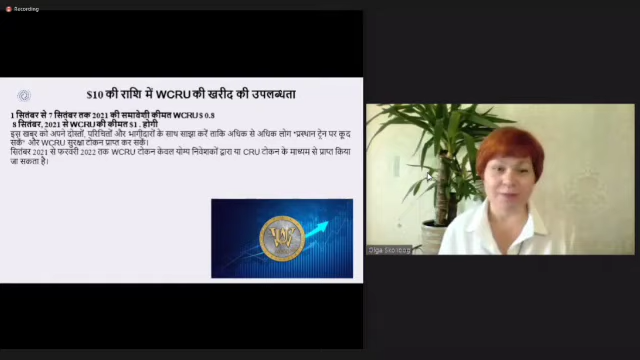 Recording
$10 की राशि में WCRU की खरीद की उपलब्धता
1 सितंबर से 7 सितंबर तक 2021 की समावेशी कीमत WCRU $ 0.8
8 सितंबर, 2021 से WCRU की कीमत $1 . होगी
इस खबर को अपने दोस्तों, परिचितों और भागीदारों के साथ साझा करें ताकि अधिक से अधिक लोग "प्रस्थान ट्रेन पर कूद
सकें" और WCRU सुरक्षा टोकन प्राप्त कर सकें।
सितंबर 2021 से फरवरी 2022 तक WCRU टोकन केवल योग्य निवेशकों द्वारा या CRU टोकन के माध्यम से प्राप्त किया
जा सकता है।